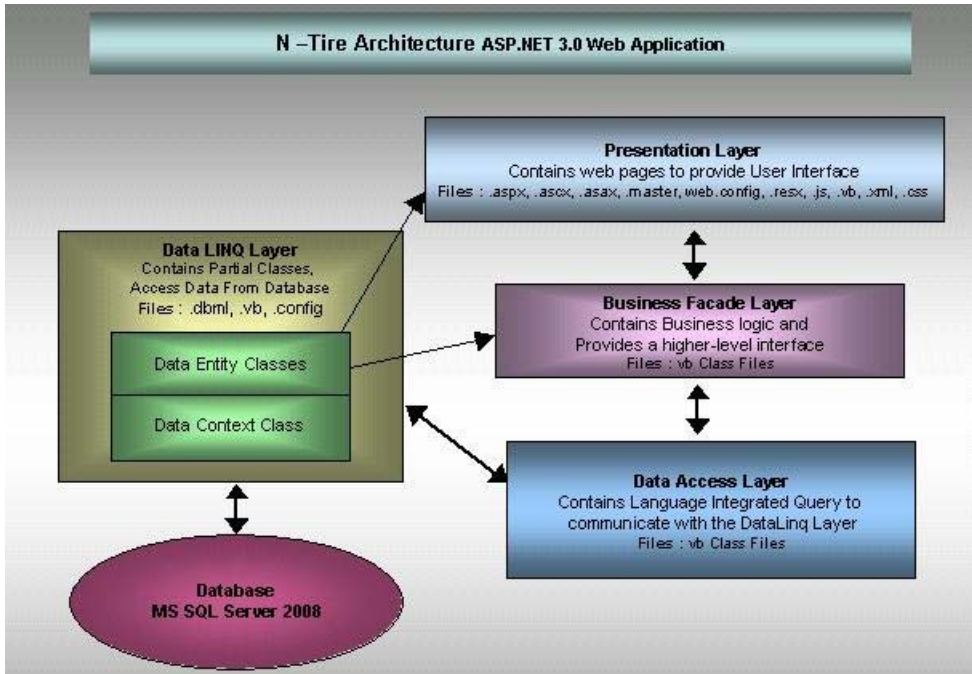 N –Tire Architecture ASP.NET 3.0 Web Application
Presentation Layer
Contains web pages to provide User Interface
Files : .aspx, .ascx, .asax, .master, web.config, .resx, .js, .vb, .xml, .css
Data LINQ Layer
Contains Partial Classes,
Access Data From Database
Files : .dbml, .vb, .config
Data Entity Classes
Data Context Class
Business Facade Layer
Contains Business logic and
Provides a higher-level interface
Files : vb Class Files
Data Access Layer
Contains Language Integrated Query to
communicate with the DataLinq Layer
Files : vb Class Files
Database
MS SQL Server 2008